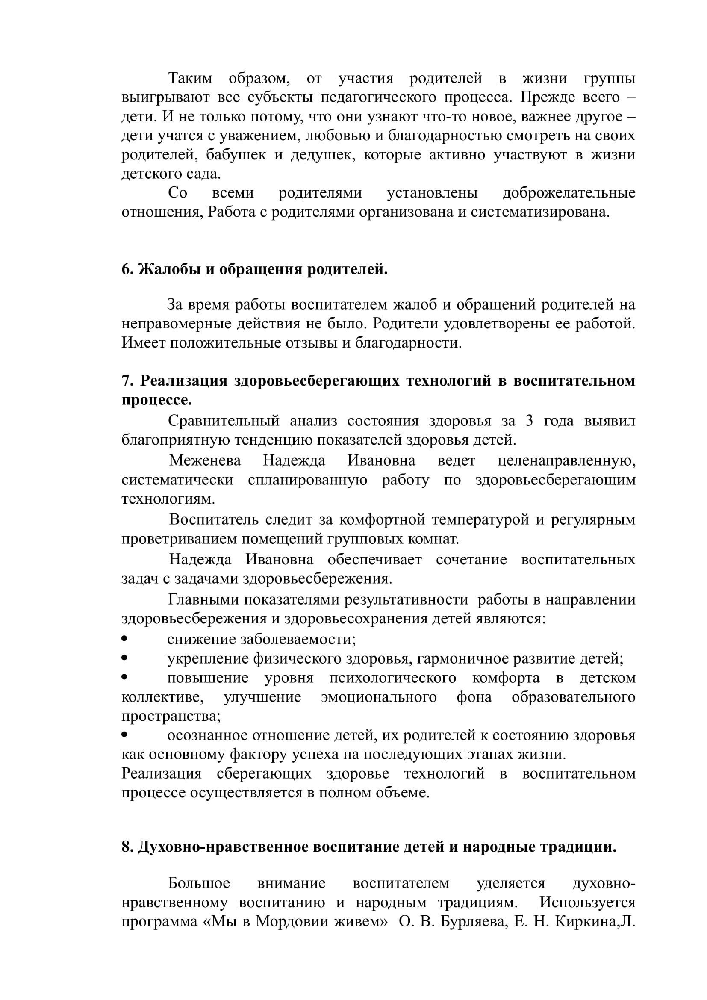 Таким образом, от участия родителей в жизни группы
выигрывают все субъекты педагогического процесса. Прежде всего –
дети. И не только потому, что они узнают что-то новое, важнее другое –
дети учатся с уважением, любовью и благодарностью смотреть на своих
родителей, бабушек и дедушек, которые активно участвуют в жизни
детского сада.
Со всеми родителями установлены доброжелательные
отношения, Работа с родителями организована и систематизирована.
6. Жалобы и обращения родителей.
За время работы воспитателем жалоб и обращений родителей на
неправомерные действия не было. Родители удовлетворены ее работой.
Имеет положительные отзывы и благодарности.
7. Реализация здоровьесберегающих технологий в воспитательном
процессе.
Сравнительный анализ состояния здоровья за 3 года выявил
благоприятную тенденцию показателей здоровья детей.
Меженева Надежда Ивановна ведет целенаправленную,
систематически спланированную работу по здоровьесберегающим
технологиям.
Воспитатель следит за комфортной температурой и регулярным
проветриванием помещений групповых комнат.
Надежда Ивановна обеспечивает сочетание воспитательных
задач с задачами здоровьесбережения.
Главными показателями результативности  работы в направлении
здоровьесбережения и здоровьесохранения детей являются:
• снижение заболеваемости;
• укрепление физического здоровья, гармоничное развитие детей;
• повышение уровня психологического комфорта в детском
коллективе, улучшение эмоционального фона образовательного
пространства;
• осознанное отношение детей, их родителей к состоянию здоровья
как основному фактору успеха на последующих этапах жизни.
Реализация сберегающих здоровье технологий в воспитательном
процессе осуществляется в полном объеме.
8. Духовно-нравственное воспитание детей и народные традиции.
Большое внимание воспитателем уделяется духовно-
нравственному воспитанию и народным традициям.  Используется
программа «Мы в Мордовии живем»  О. В. Бурляева, Е. Н. Киркина,Л.